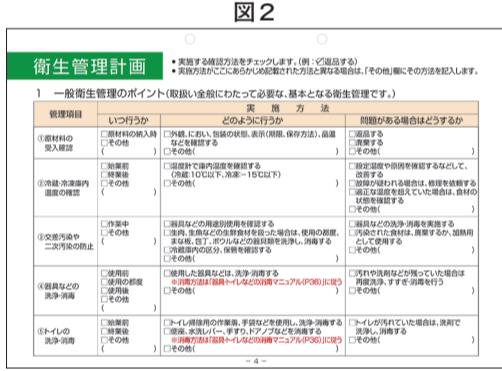 図2
衛生管理計画
•実施する確認方法をチェックします。(例:☑返品する)
•実施方法がここにあらかじめ記載された方法と異なる場合は、「その他」欄にその方法を記入します。
1 一般衛生管理のポイント(取扱い全般にわたって必要な、基本となる衛生管理です。)
管理項目
実施方法
いつ行うか
どのように行うか
問題がある場合はどうするか
①原材料の
受入確認
□原材料の納入時
□その他
( )
□外観、におい、包装の状態、表示(期限、保存方法)、品温
などを確認する
□その他( )
□返品する
□廃棄する
□その他( )
②冷蔵・冷凍庫内
温度の確認
□始業前
□終業後
□その他
( )
□温度計で庫内温度を確認する
(冷蔵:10℃以下、冷凍:-15℃以下)
□その他( )
□設定温度や原因を確認するなどして、
改善する
□故障が疑われる場合は、修理を依頼する
□適正な温度を超えていた場合は、食材の
状態を確認する
□その他( )
③交差汚染や
二次汚染の防止
□作業中
□その他
( )
□器具などの用途別使用を確認する
□生肉、生魚などの生鮮食材を扱った場合は、使用の都度、
まな板、包丁、ボウルなどの器具類を洗浄し、消毒する
□冷蔵庫内の区分、保管を確認する
□その他( )
□器具などの洗浄・消毒を実施する
□汚染された食材は、廃棄するか、加熱用
として使用する
□その他( )
④器具などの
洗浄・消毒
□使用前
□使用の都度
□使用後
□その他
( )
□使用した器具などは、洗浄・消毒する
※消毒方法は「器具・トイレなどの消毒マニュアル(P36)」に従う
□その他( )
□汚れや洗剤などが残っていた場合は
再度洗浄、すすぎ・消毒を行う
□その他( )
⑤トイレの
洗浄・消毒
□始業前
□終業後
□その他
( )
□トイレ掃除用の作業着、手袋などを使用し、洗浄・消毒する
□便座、水洗レバー、手すり、ドアノブなどを消毒する
※消毒方法は「器具・トイレなどの消毒マニュアル(P36)」に従う
□その他( )
□トイレが汚れていた場合は、洗剤で
洗浄し、消毒する
□その他( )
-4-